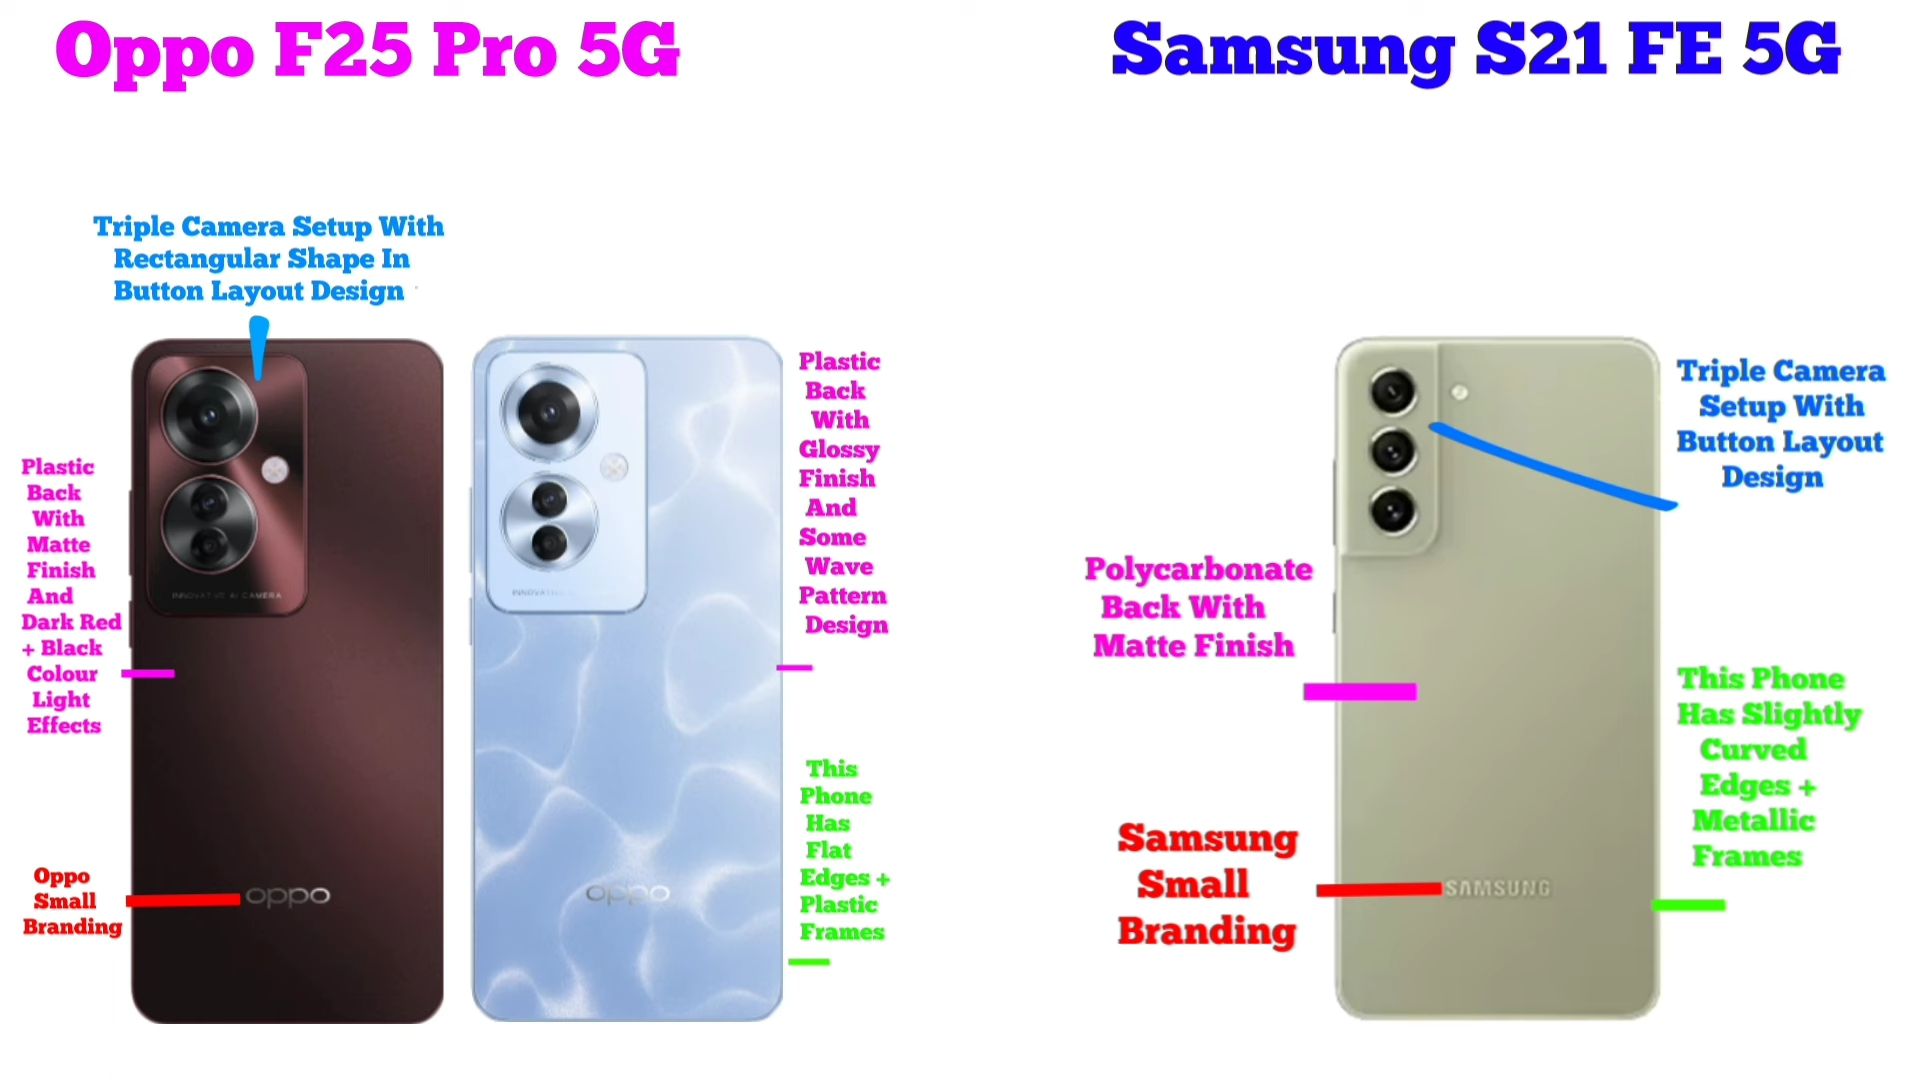 Oppo F25 Pro 5G
Samsung S21 FE 5G
Triple Camera Setup With
Rectangular Shape In
Button Layout Design
Plastic
Back
With
Matte
Finish
And
Dark Red
+ Black
Colour
Light
Effects
INNOVATIVE AI CAMERA
Oppo
Small
Branding
oppo
Plastic
Back
With
Glossy
Finish
And
Some
Wave
Pattern
Design
This
Phone
Has
Flat
Edges +
Plastic
Frames
oppo
Triple Camera
Setup With
Button Layout
Design
Polycarbonate
Back With
Matte Finish
This Phone
Has Slightly
Curved
Edges +
Metallic
Frames
Samsung
Small
Branding
SAMSUNG